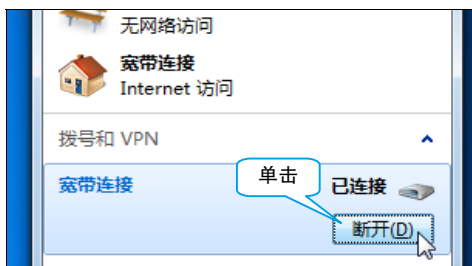 无网络访问
宽带连接
Internet 访问
拨号和 VPN
宽带连接
单击
已连接
断开(D)